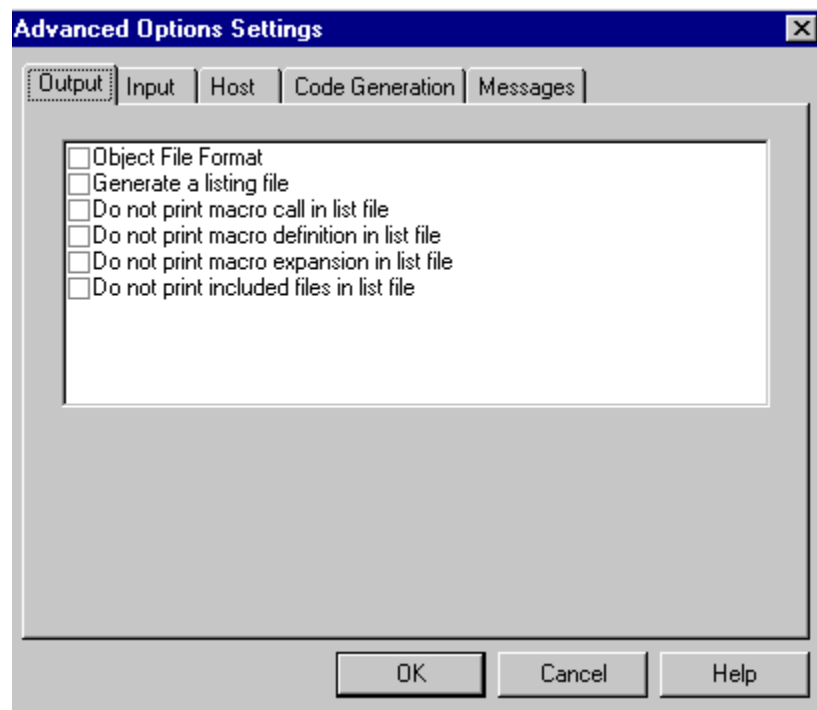 Advanced Options Settings
Output Input Host Code Generation Messages
Object File Format
Generate a listing file
Do not print macro call in list file
Do not print macro definition in list file
Do not print macro expansion in list file
Do not print included files in list file
OK Cancel Help